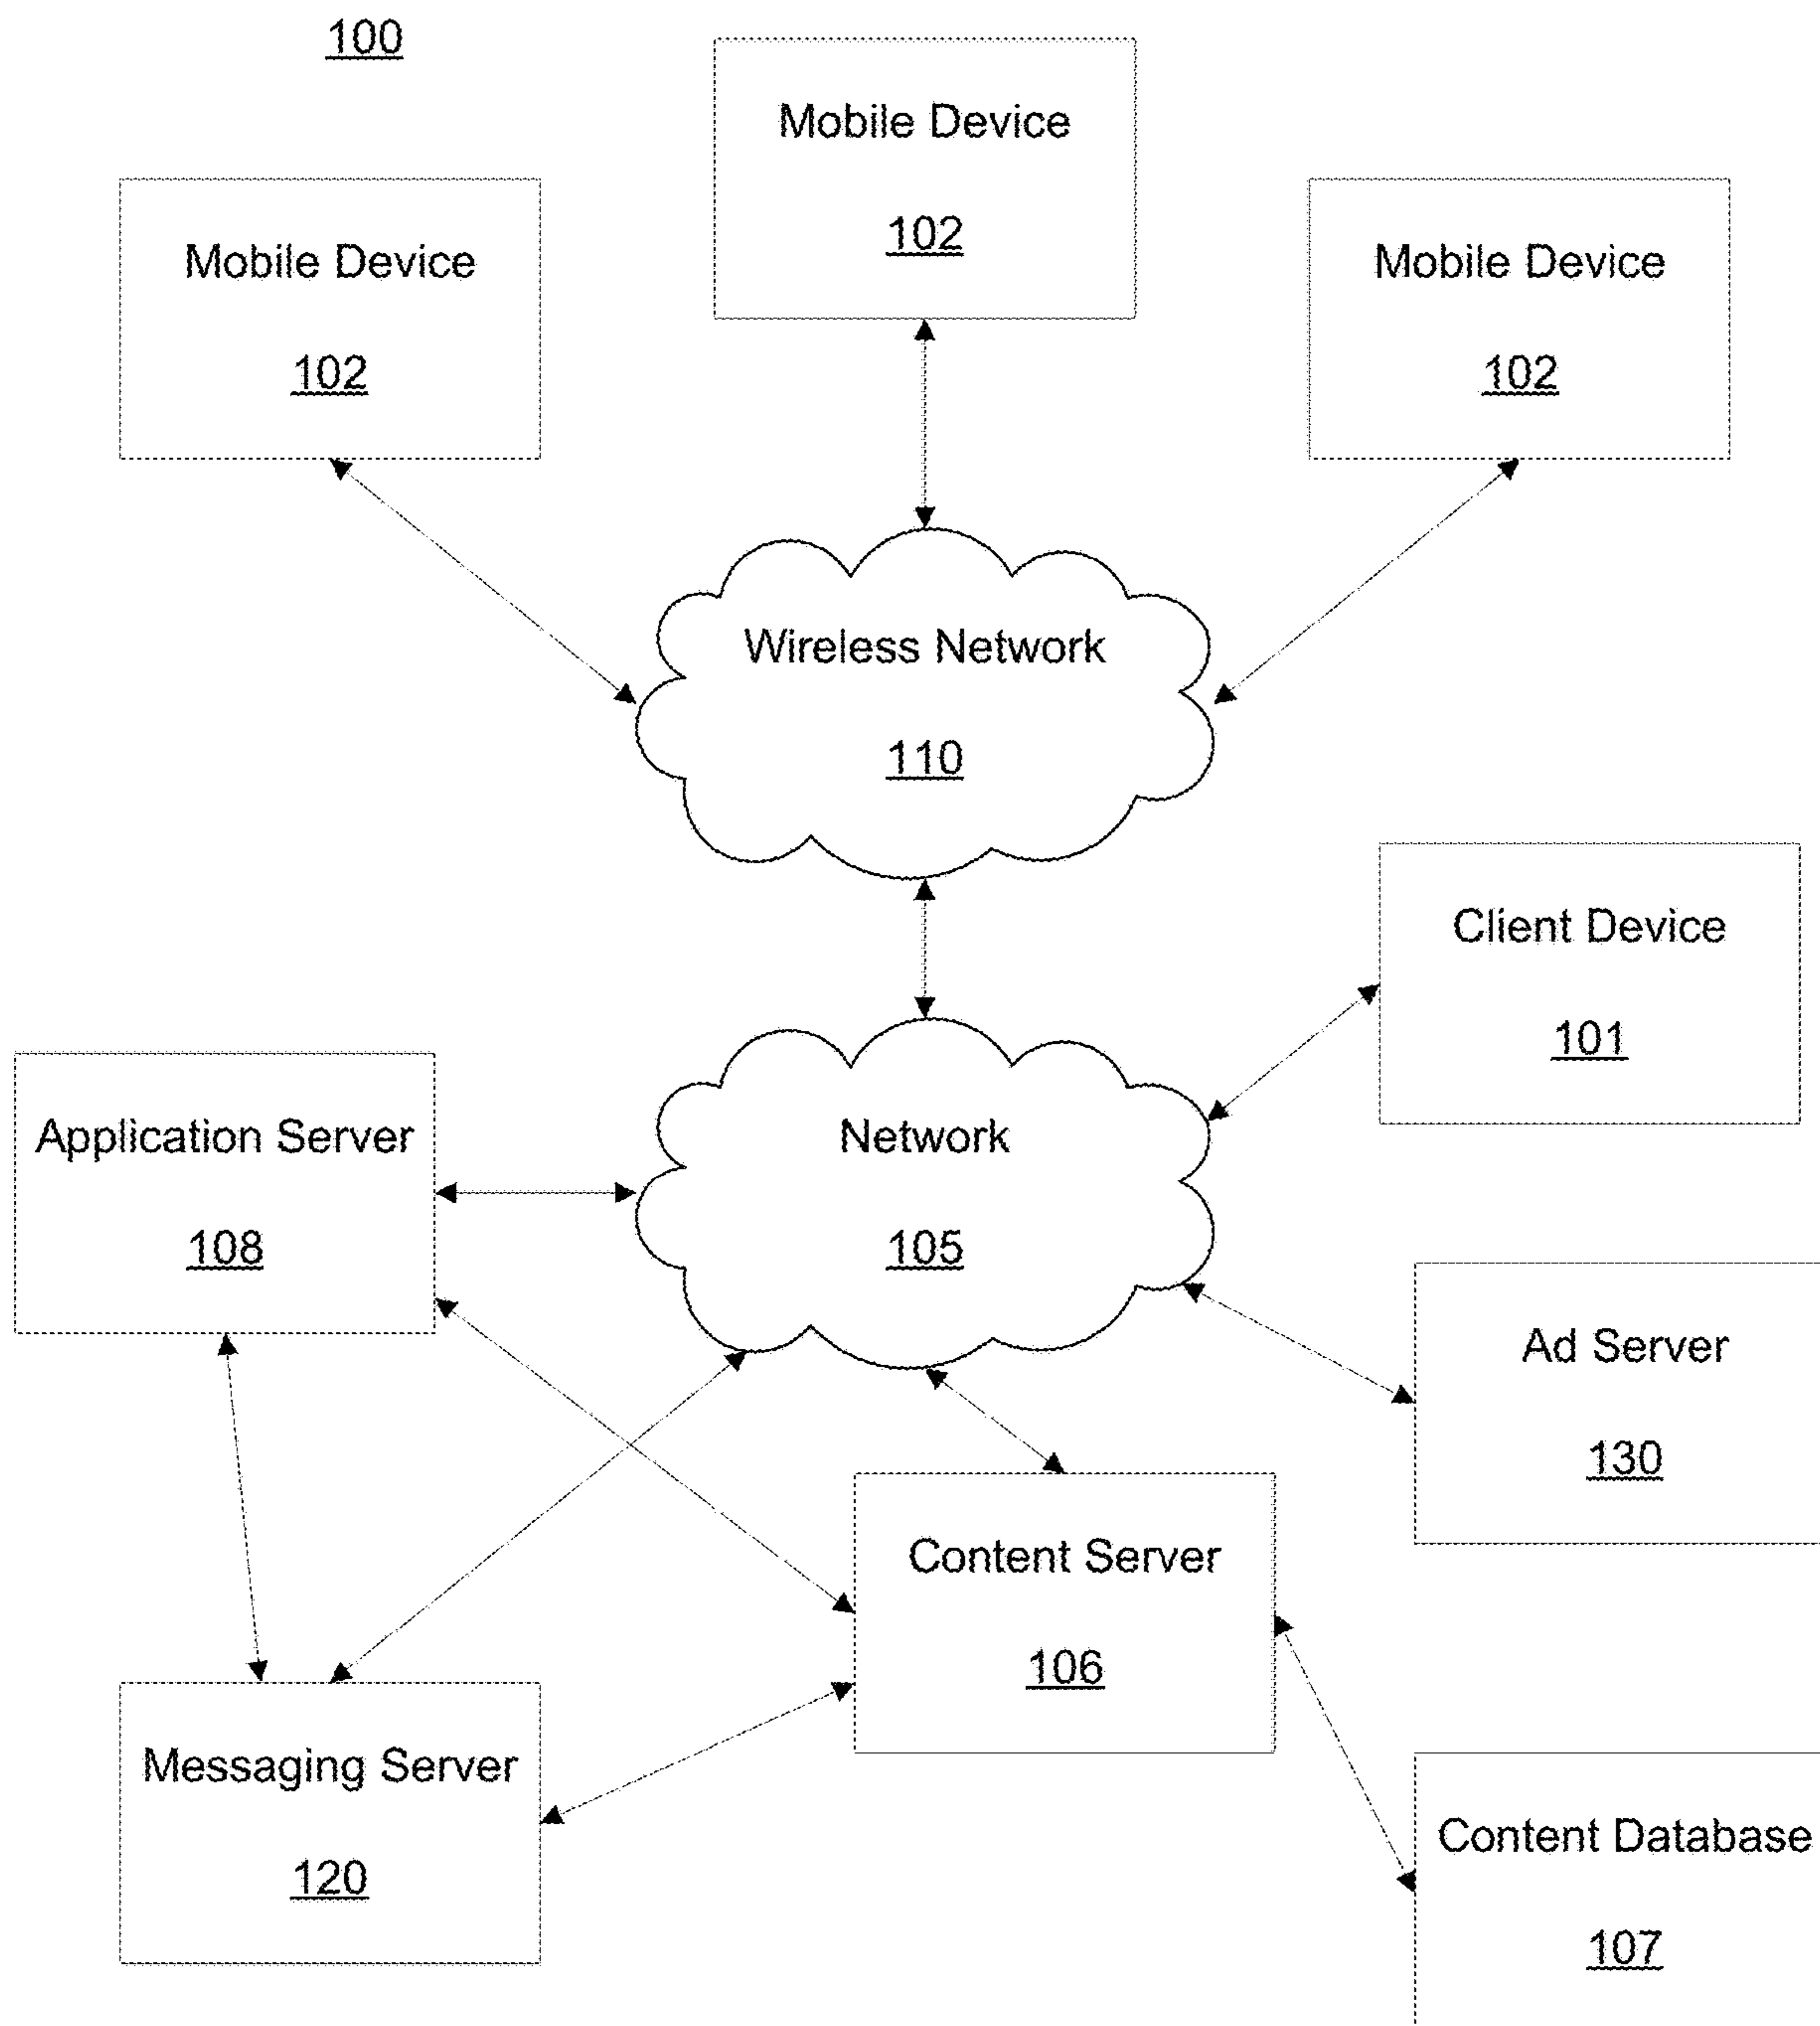 100
Mobile Device
102
Mobile Device
102
Mobile Device
102
Wireless Network
110
Client Device
101
Application Server
108
Network
105
Ad Server
130
Content Server
106
Messaging Server
120
Content Database
107